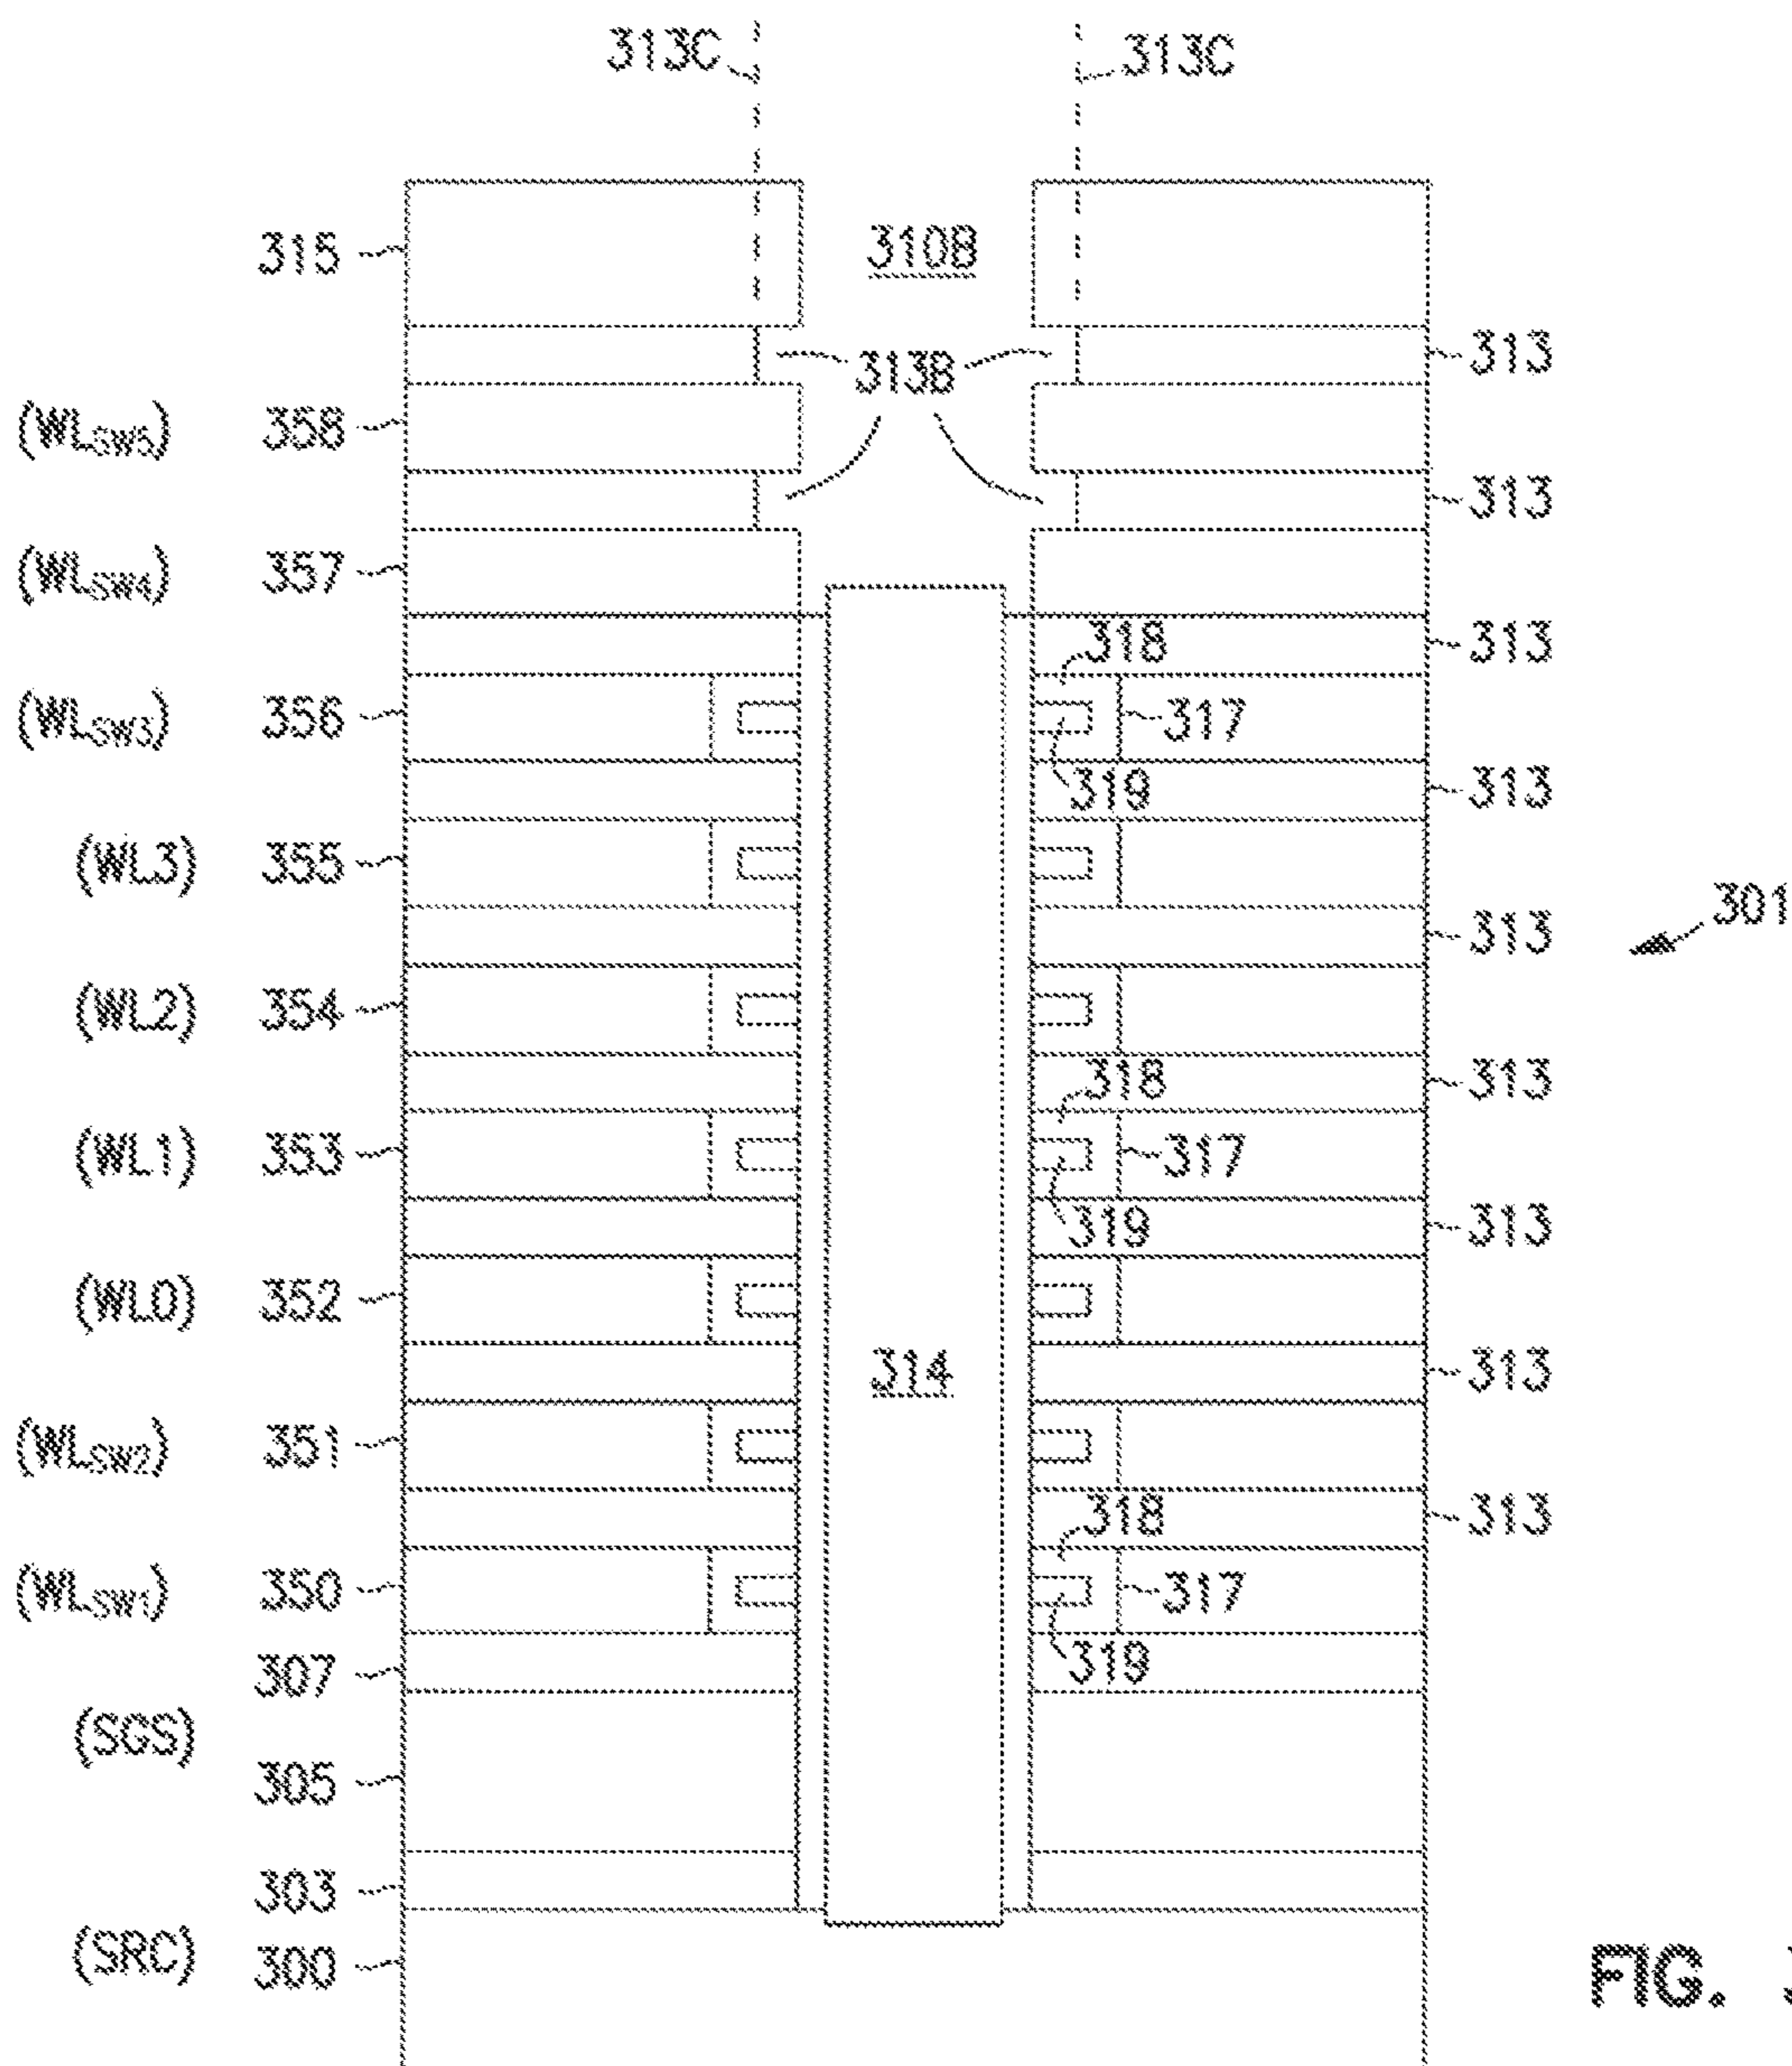 313C 313C
315 310B
313B 313
(WLSW5) 358
313
(WLSW4) 357
318 313
(WLSW3) 356 317
319 313
(WL3) 355
313 301
(WL2) 354
318 313
(WL1) 353 317
319 313
(WL0) 352
314 313
(WLSW2) 351
318 313
(WLSW1) 350 317
307 319
(SGS)
305
303
(SRC) 300
FIG.